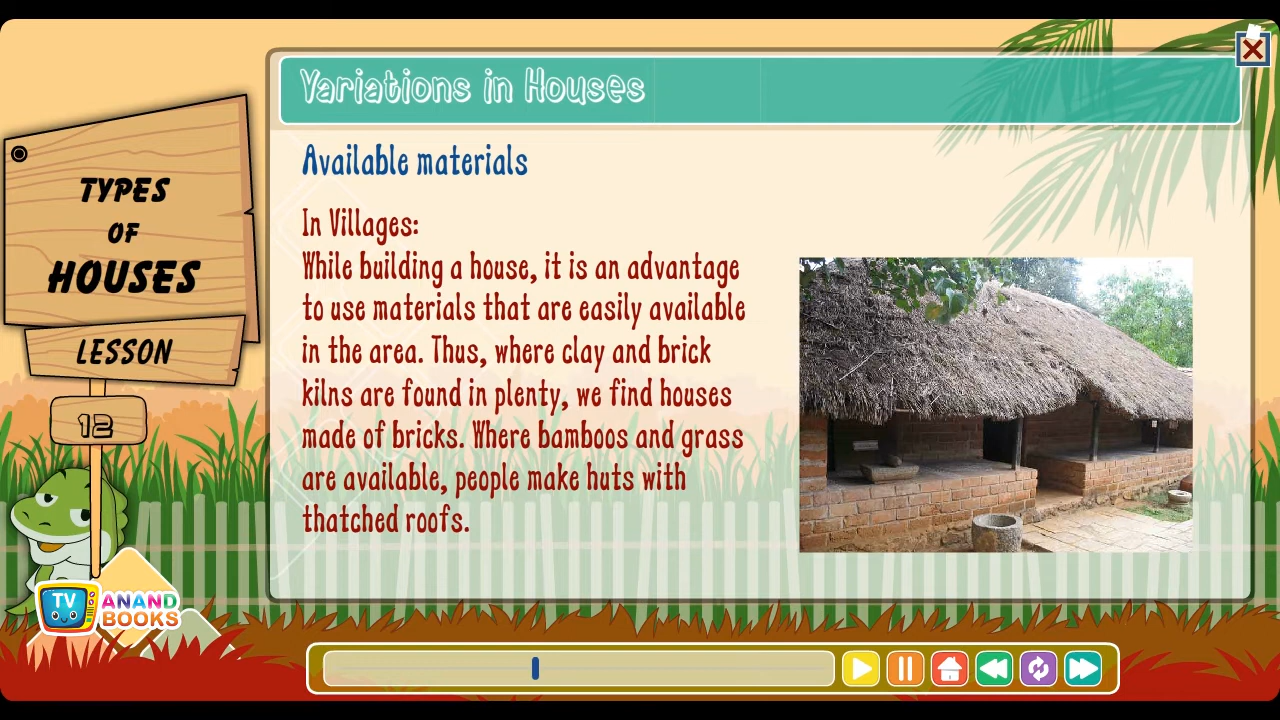 Variations in Houses
TYPES
OF
HOUSES
LESSON
12
Available materials
In Villages:
While building a house, it is an advantage
to use materials that are easily available
in the area. Thus, where clay and brick
kilns are found in plenty, we find houses
made of bricks. Where bamboos and grass
are available, people make huts with
thatched roofs.
TV
ANAND
BOOKS